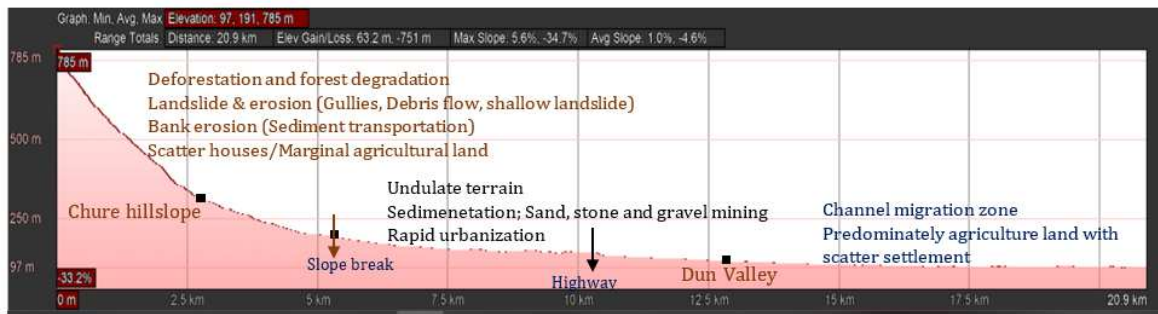 Graph: Min, Avg, Max Elevation: 97, 191, 785 m
Range Totals: Distance: 20.9 km Elev Gain/Loss: 63.2 m, -751 m Max Slope: 5.6%, -34.7% Avg Slope: 1.0%, -4.6%
785 m
785 m
Deforestation and forest degradation
Landslide & erosion (Gullies, Debris flow, shallow landslide)
Bank erosion (Sediment transportation)
Scatter houses/Marginal agricultural land
500 m
Undulate terrain
Sedimenetation; Sand, stone and gravel mining
Rapid urbanization
Chure hillslope
250 m
Channel migration zone
Predominately agriculture land with
scatter settlement
Slope break
97 m
Highway
Dun Valley
-33.2%
0 m 2.5 km 5 km 7.5 km 10 km 12.5 km 15 km 17.5 km 20.9 km